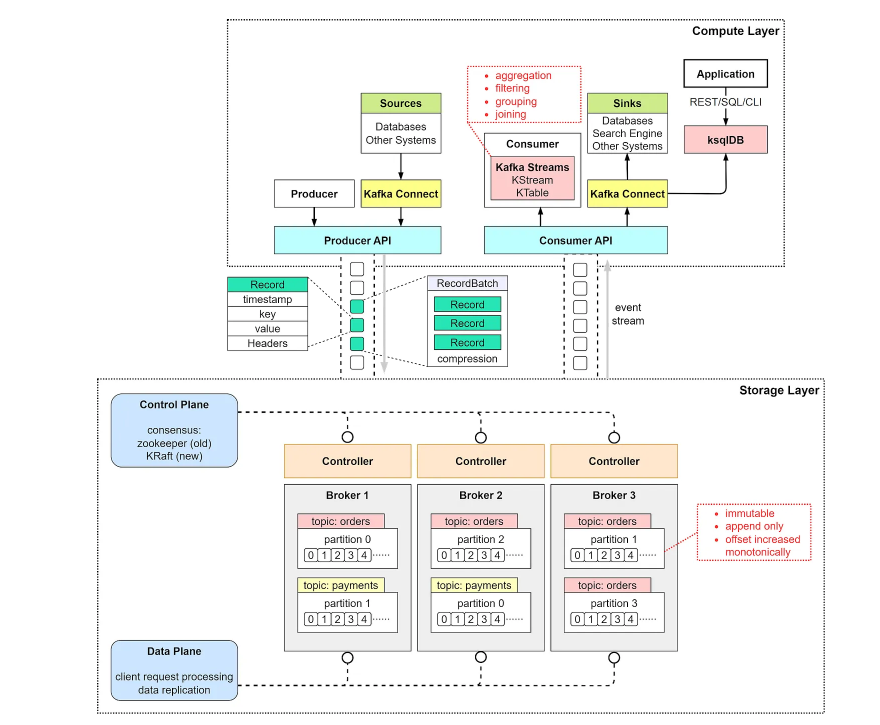 Compute Layer
Application
REST/SQL/CLI
ksqlDB
aggregation
filtering
grouping
joining
Sources
Databases
Other Systems
Sinks
Databases
Search Engine
Other Systems
Consumer
Kafka Streams
KStream
KTable
Producer
Kafka Connect
Kafka Connect
Producer API
Consumer API
Record
timestamp
key
value
Headers
RecordBatch
Record
Record
Record
compression
event
stream
Storage Layer
Control Plane
consensus:
zookeeper (old)
KRaft (new)
Controller
Controller
Controller
Broker 1
topic: orders
partition 0
0 1 2 3 4 ······
topic: payments
partition 1
0 1 2 3 4 ······
Broker 2
topic: orders
partition 2
0 1 2 3 4 ······
topic: payments
partition 0
0 1 2 3 4 ······
Broker 3
topic: orders
partition 1
0 1 2 3 4 ······
topic: orders
partition 3
0 1 2 3 4 ······
immutable
append only
offset increased
monotonically
Data Plane
client request processing
data replication